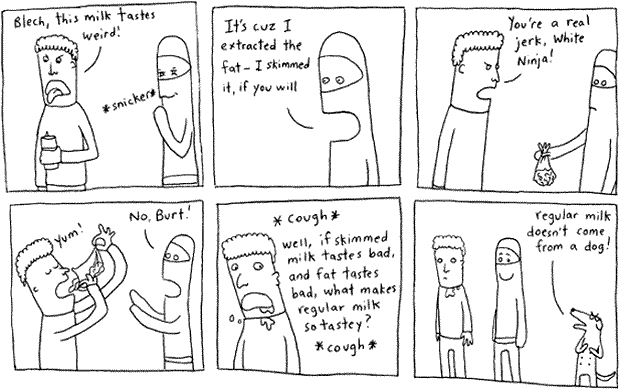 Blech, this milk tastes
weird!
*snicker*
It's cuz I
extracted the
fat - I skimmed
it, if you will
You're a real
jerk, White
Ninja!
Yum!
No, Burt!
*cough*
well, if skimmed
milk tastes bad,
and fat tastes
bad, what makes
regular milk
so tastey?
*cough*
regular milk
doesn't come
from a dog!